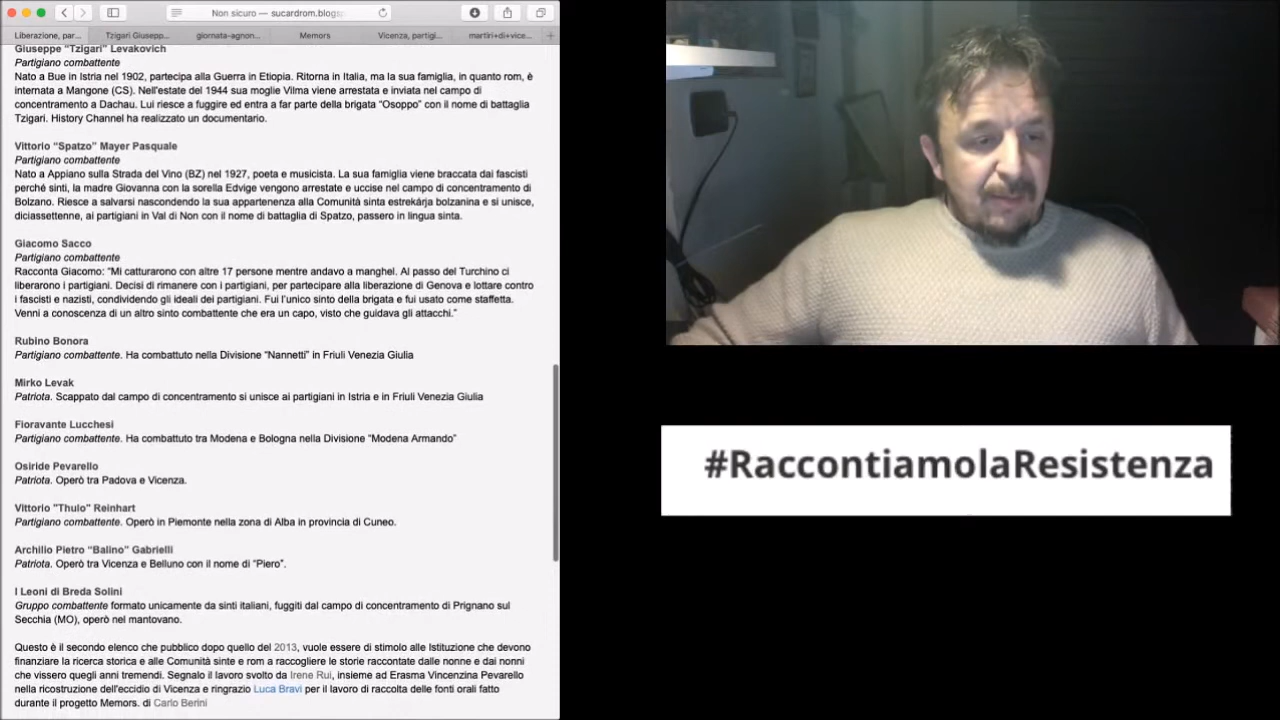 Non sicuro — sucardrom.blogs
Liberazione, par...
Tzigari Giusepp...
giornata-agnon...
Memors
Vicenza, partigi...
martiri+di+vice...
Giuseppe “Tzigari” Levakovich
Partigiano combattente
Nato a Bue in Istria nel 1902, partecipa alla Guerra in Etiopia. Ritorna in Italia, ma la sua famiglia, in quanto rom, è
internata a Mangone (CS). Nell'estate del 1944 sua moglie Vilma viene arrestata e inviata nel campo di
concentramento a Dachau. Lui riesce a fuggire ed entra a far parte della brigata “Osoppo” con il nome di battaglia
Tzigari. History Channel ha realizzato un documentario.
Vittorio “Spatzo” Mayer Pasquale
Partigiano combattente
Nato a Appiano sulla Strada del Vino (BZ) nel 1927, poeta e musicista. La sua famiglia viene braccata dai fascisti
perché sinti, la madre Giovanna con la sorella Edvige vengono arrestate e uccise nel campo di concentramento di
Bolzano. Riesce a salvarsi nascondendo la sua appartenenza alla Comunità sinta estrekárja bolzanina e si unisce,
diciassettenne, ai partigiani in Val di Non con il nome di battaglia di Spatzo, passero in lingua sinta.
Giacomo Sacco
Partigiano combattente
Racconta Giacomo: “Mi catturarono con altre 17 persone mentre andavo a manghel. Al passo del Turchino ci
liberarono i partigiani. Decisi di rimanere con i partigiani, per partecipare alla liberazione di Genova e lottare contro
i fascisti e nazisti, condividendo gli ideali dei partigiani. Fui l’unico sinto della brigata e fui usato come staffetta.
Venni a conoscenza di un altro sinto combattente che era un capo, visto che guidava gli attacchi.”
Rubino Bonora
Partigiano combattente. Ha combattuto nella Divisione “Nannetti” in Friuli Venezia Giulia
Mirko Levak
Patriota. Scappato dal campo di concentramento si unisce ai partigiani in Istria e in Friuli Venezia Giulia
Fioravante Lucchesi
Partigiano combattente. Ha combattuto tra Modena e Bologna nella Divisione “Modena Armando”
Osiride Pevarello
Patriota. Operò tra Padova e Vicenza.
Vittorio “Thulo” Reinhart
Partigiano combattente. Operò in Piemonte nella zona di Alba in provincia di Cuneo.
Archilio Pietro “Balino” Gabrielli
Patriota. Operò tra Vicenza e Belluno con il nome di “Piero”.
I Leoni di Breda Solini
Gruppo combattente formato unicamente da sinti italiani, fuggiti dal campo di concentramento di Prignano sul
Secchia (MO), operò nel mantovano.
Questo è il secondo elenco che pubblico dopo quello del 2013, vuole essere di stimolo alle Istituzione che devono
finanziare la ricerca storica e alle Comunità sinte e rom a raccogliere le storie raccontate dalle nonne e dai nonni
che vissero quegli anni tremendi. Segnalo il lavoro svolto da Irene Rui, insieme ad Erasma Vincenzina Pevarello
nella ricostruzione dell'eccidio di Vicenza e ringrazio Luca Bravi per il lavoro di raccolta delle fonti orali fatto
durante il progetto Memors. di Carlo Berini
#RaccontiamolaResistenza